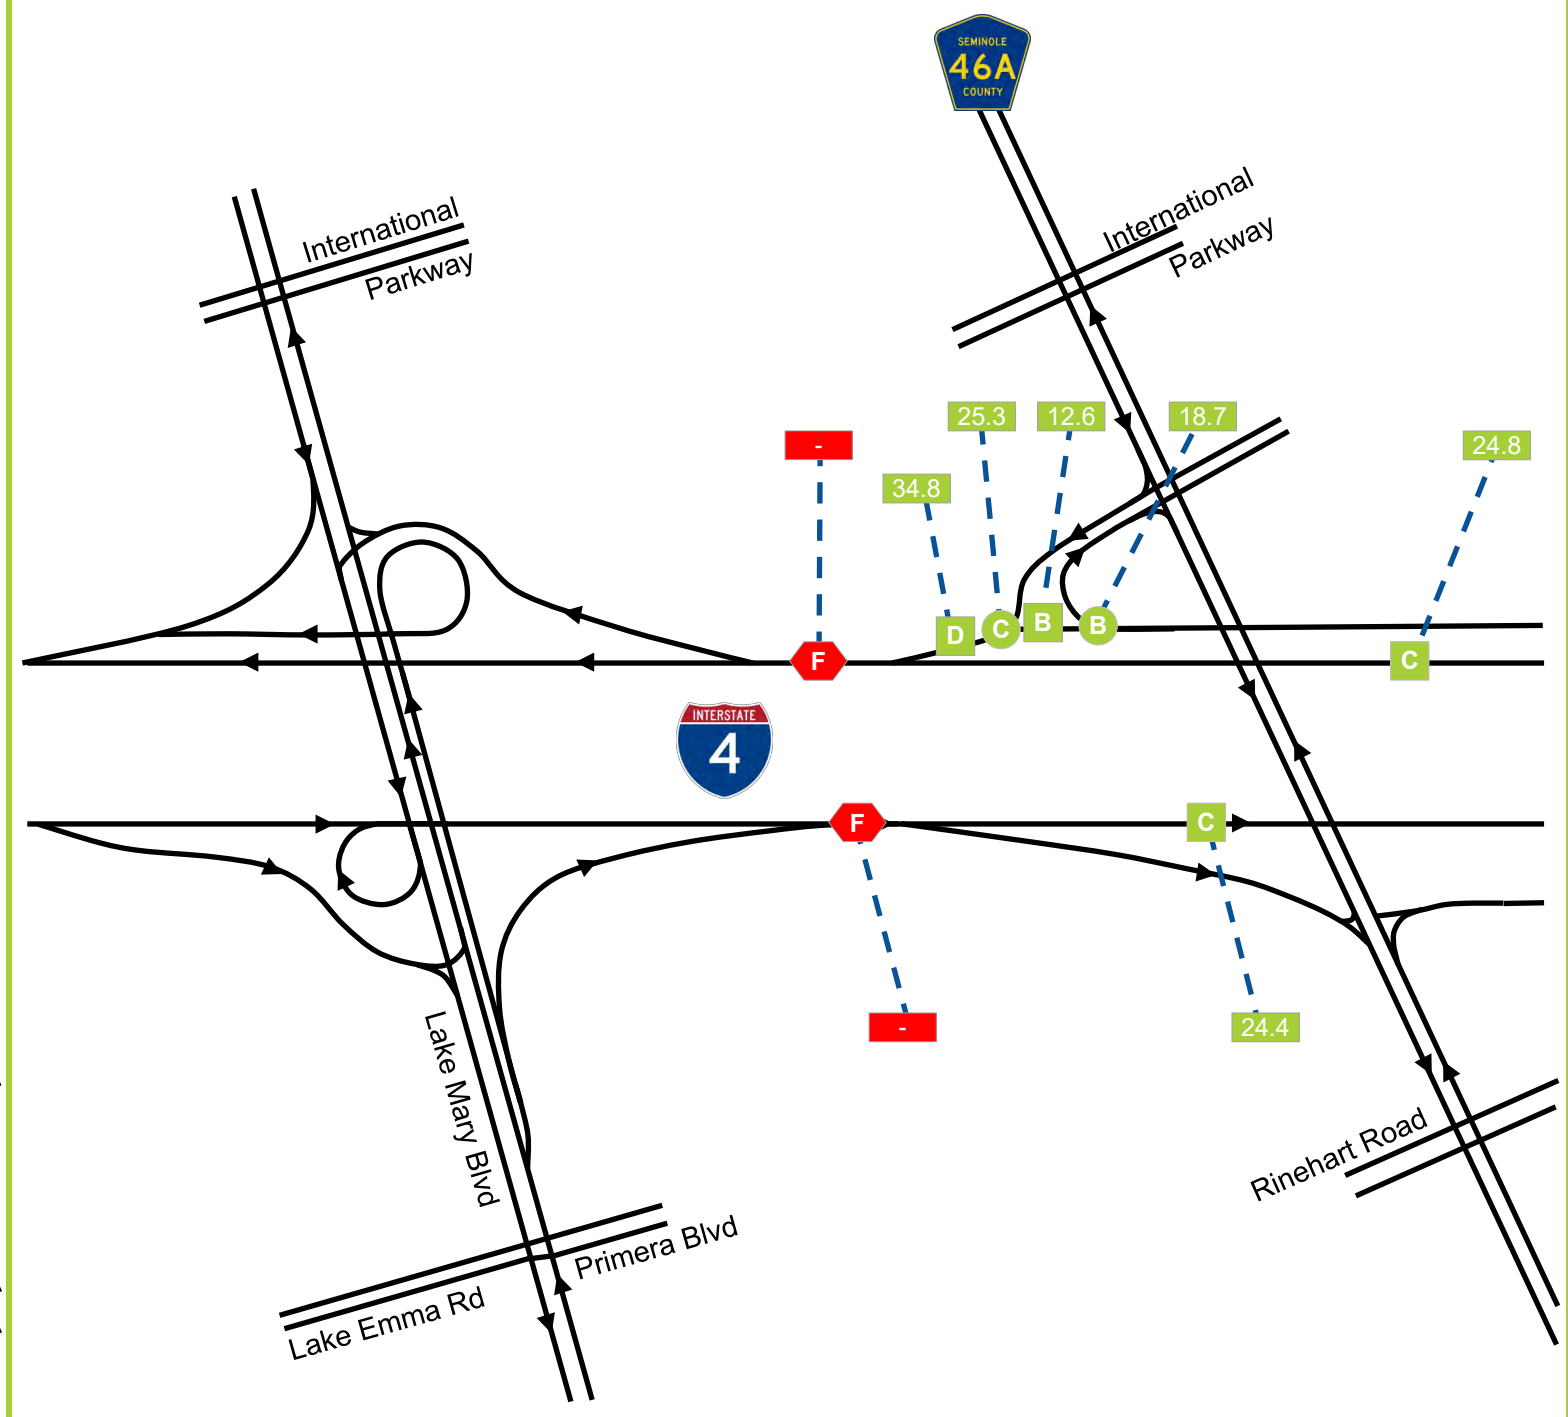 SEMINOLE
46A
COUNTY
International
Parkway
International
Parkway
25.3
12.6
18.7
-
24.8
34.8
D
C
B
B
F
C
INTERSTATE
4
F
C
-
24.4
Lake Mary Blvd
Rinehart Road
Primera Blvd
Lake Emma Rd